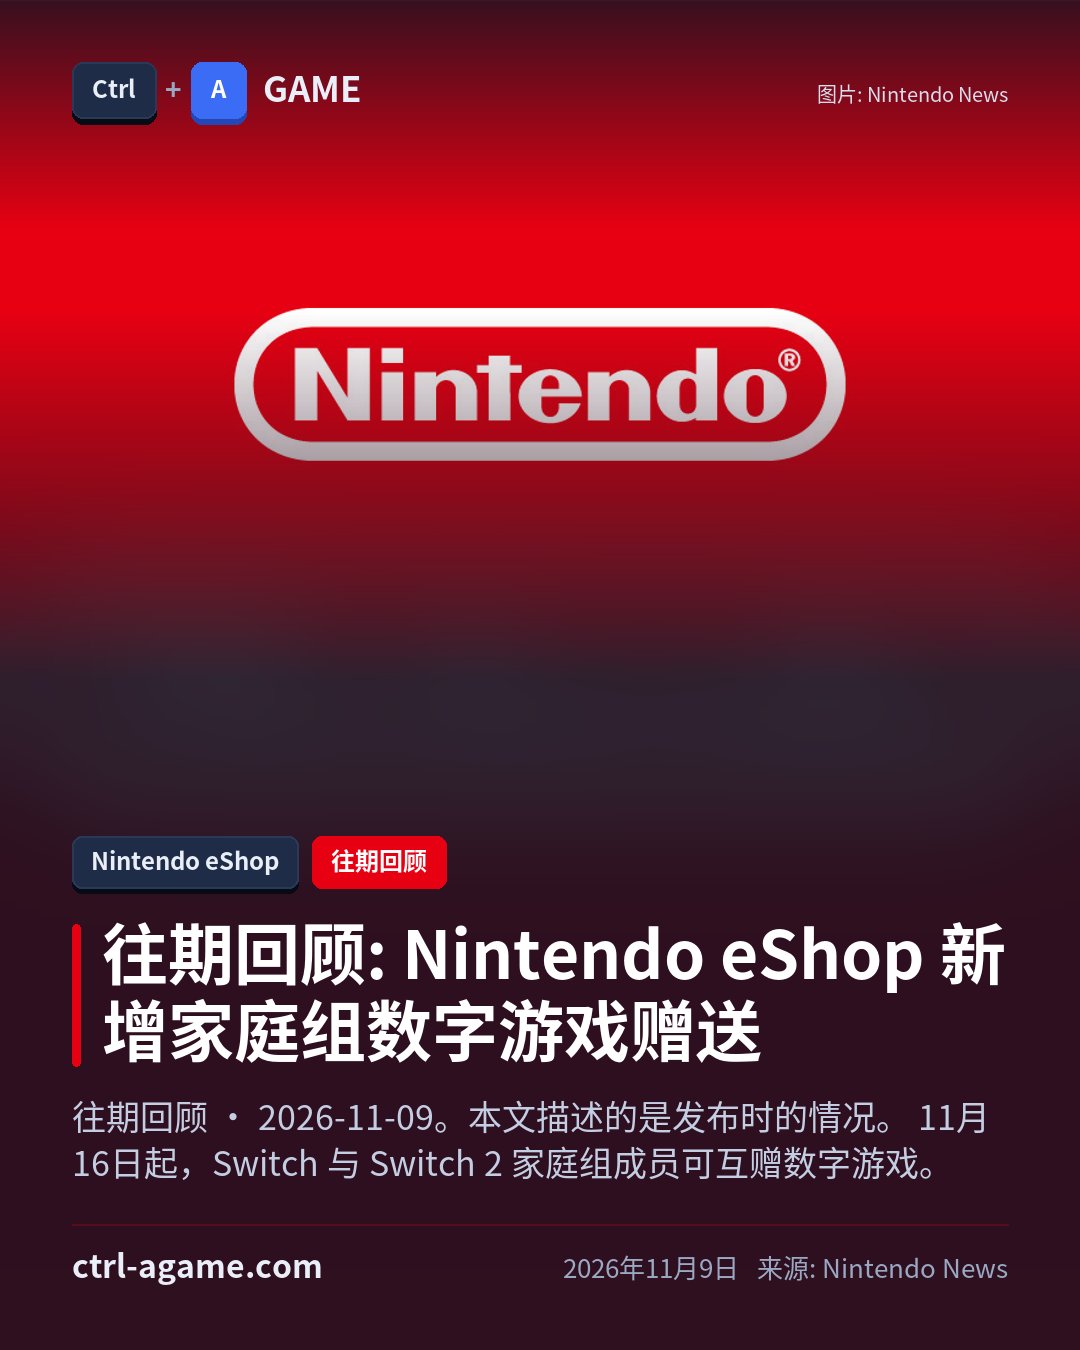 Ctrl + A GAME
图片: Nintendo News
Nintendo®
Nintendo eShop
往期回顾
往期回顾: Nintendo eShop 新
增家庭组数字游戏赠送
往期回顾 · 2026-11-09。本文描述的是发布时的情况。 11月
16日起，Switch 与 Switch 2 家庭组成员可互赠数字游戏。
ctrl-agame.com
2026年11月9日 来源: Nintendo News